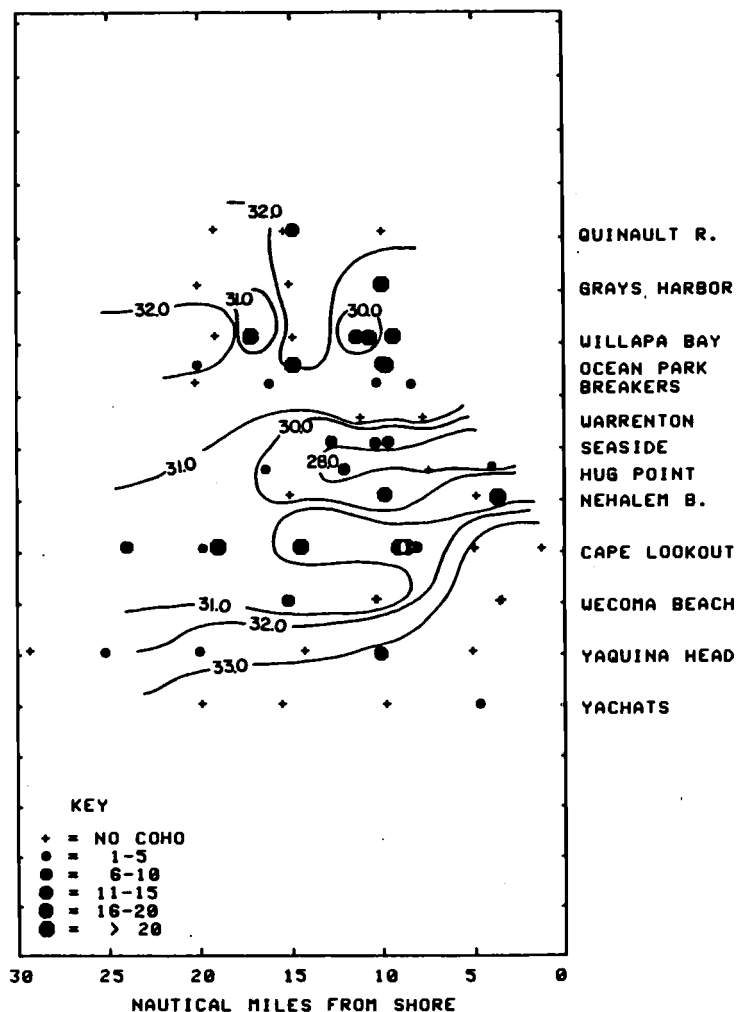 32.0
QUINAULT R.
31.0
GRAYS HARBOR
32.0
30.0
WILLAPA BAY
OCEAN PARK
BREAKERS
WARRENTON
30.0
SEASIDE
31.0
28.0
HUG POINT
NEHALEM B.
CAPE LOOKOUT
31.0
WECOMA BEACH
32.0
YAQUINA HEAD
33.0
YACHATS
KEY
+ = NO COHO
= 1-5
= 6-10
= 11-15
= 16-20
= > 20
30 25 20 15 10 5 0
NAUTICAL MILES FROM SHORE